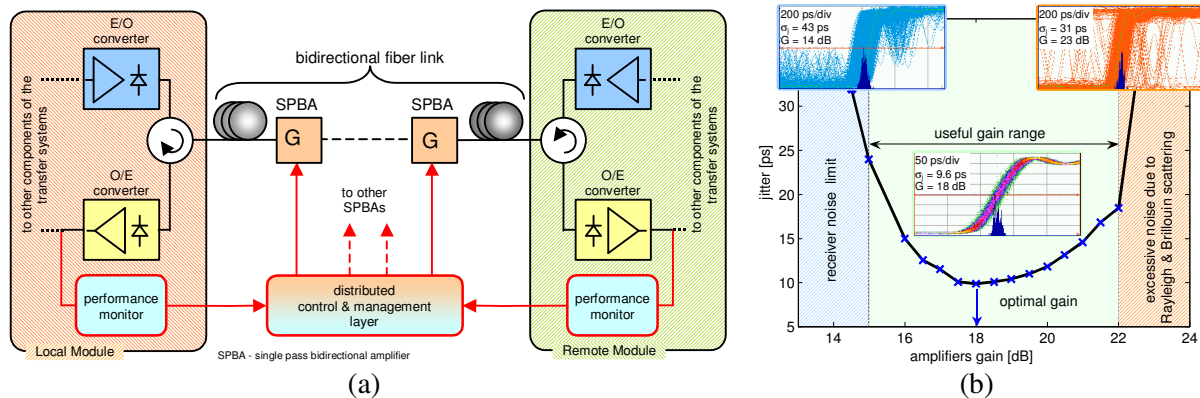 E/O
converter
bidirectional fiber link
E/O
converter
to other components of the
transfer systems
SPBA
G
SPBA
G
to other components of the
transfer systems
O/E
converter
to other
SPBAs
O/E
converter
performance
monitor
distributed
control & management
layer
performance
monitor
Local Module
SPBA - single pass bidirectional amplifier
Remote Module
(a)
200 ps/div
σj = 43 ps
G = 14 dB
200 ps/div
σj = 31 ps
G = 23 dB
useful gain range
50 ps/div
σj = 9.6 ps
G = 18 dB
receiver noise limit
excessive noise due to
Rayleigh & Brillouin scattering
optimal gain
jitter [ps]
30
25
20
15
10
5
14 16 18 20 22 24
amplifiers gain [dB]
(b)